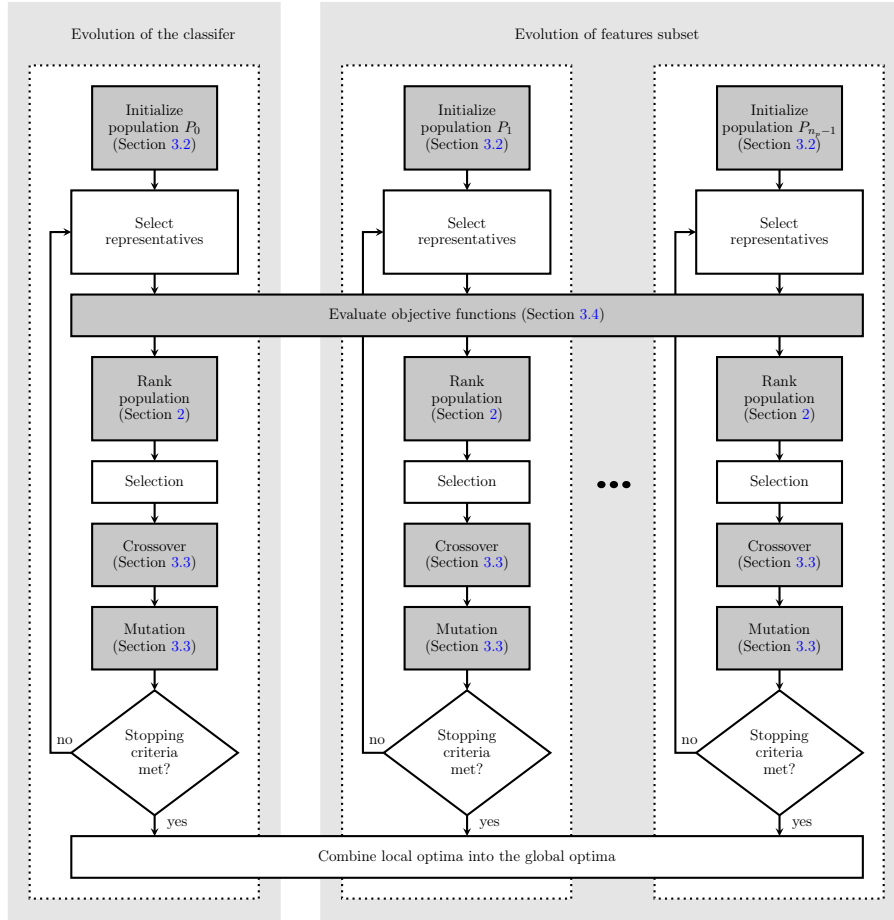 Evolution of the classifer
Evolution of features subset
Initialize
population P₀
(Section 3.2)
Initialize
population P₁
(Section 3.2)
Initialize
population Pₙₚ₋₁
(Section 3.2)
Select
representatives
Select
representatives
Select
representatives
Evaluate objective functions (Section 3.4)
Rank
population
(Section 2)
Rank
population
(Section 2)
Rank
population
(Section 2)
Selection
Selection
Selection
Crossover
(Section 3.3)
Crossover
(Section 3.3)
Crossover
(Section 3.3)
Mutation
(Section 3.3)
Mutation
(Section 3.3)
Mutation
(Section 3.3)
no
Stopping
criteria
met?
no
Stopping
criteria
met?
no
Stopping
criteria
met?
yes
yes
yes
Combine local optima into the global optima